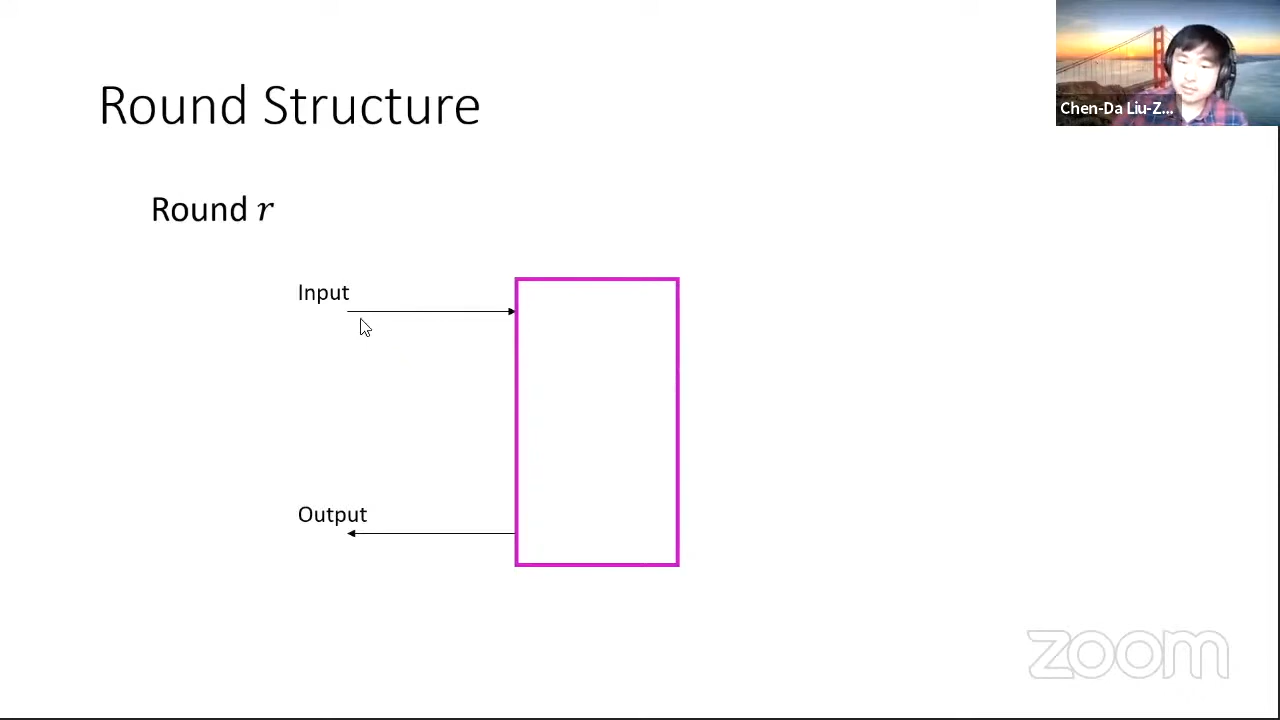 Chen-Da Liu-Z...
Round Structure
Round r
Input
Output
zoom